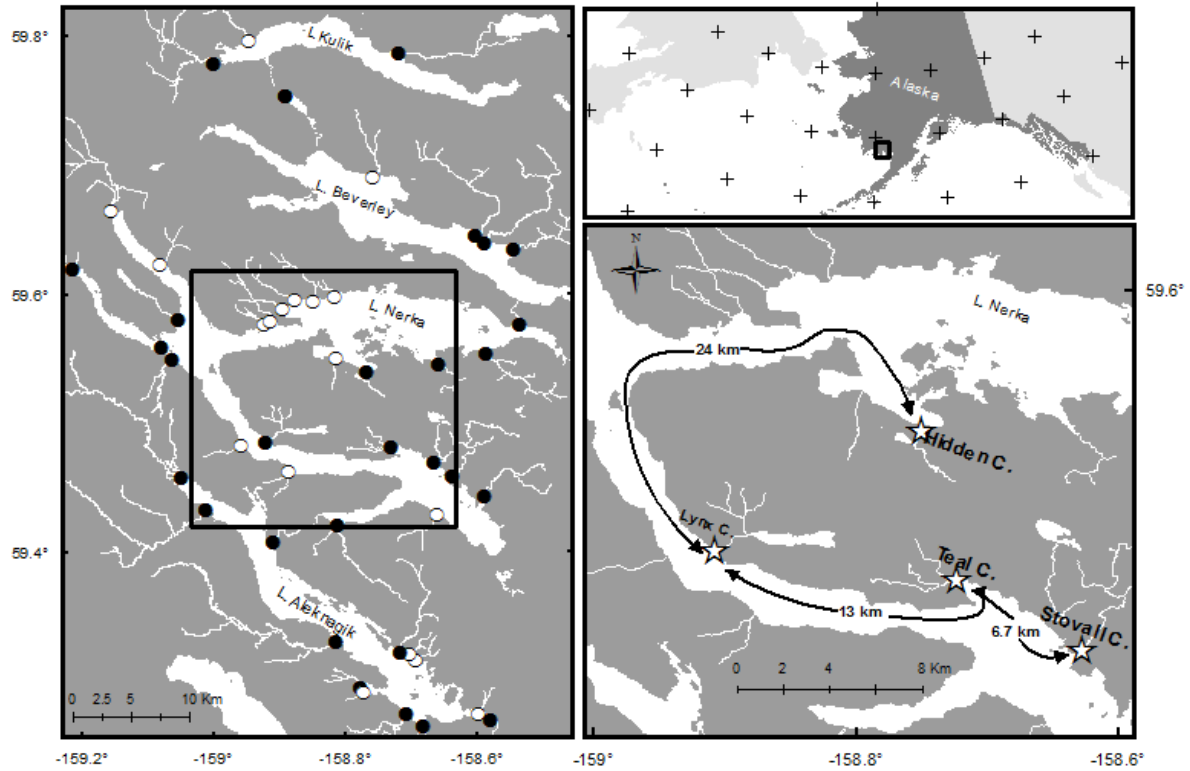 59.8°
59.6°
59.4°
L Kulik
L. Beverley
L. Nerka
L. Aleknagik
0 2.5 5 10 Km
-159.2° -159° -158.8° -158.6°
Alaska
N
L. Nerka
59.6°
24 km
Hidden C.
Lynx C.
Teal C.
13 km
Stovall C.
6.7 km
0 2 4 8 Km
-159° -158.8° -158.6°